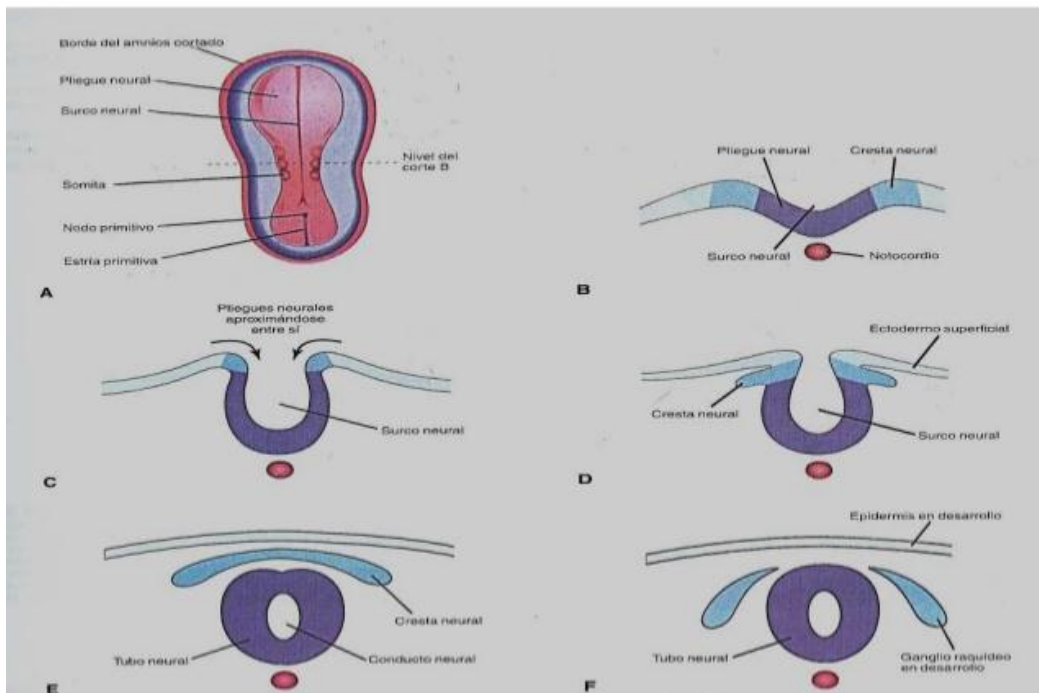 Borde del amnios cortado
Pliegue neural
Surco neural
Somita
Nodo primitivo
Estría primitiva
Nivel del
corte B
A
Pliegue neural
Cresta neural
Surco neural
Notocordio
B
Pliegues neurales
aproximándose
entre sí
Surco neural
C
Ectodermo superficial
Cresta neural
Surco neural
D
Cresta neural
Tubo neural
Conducto neural
E
Epidermis en desarrollo
Tubo neural
Ganglio raquídeo
en desarrollo
F